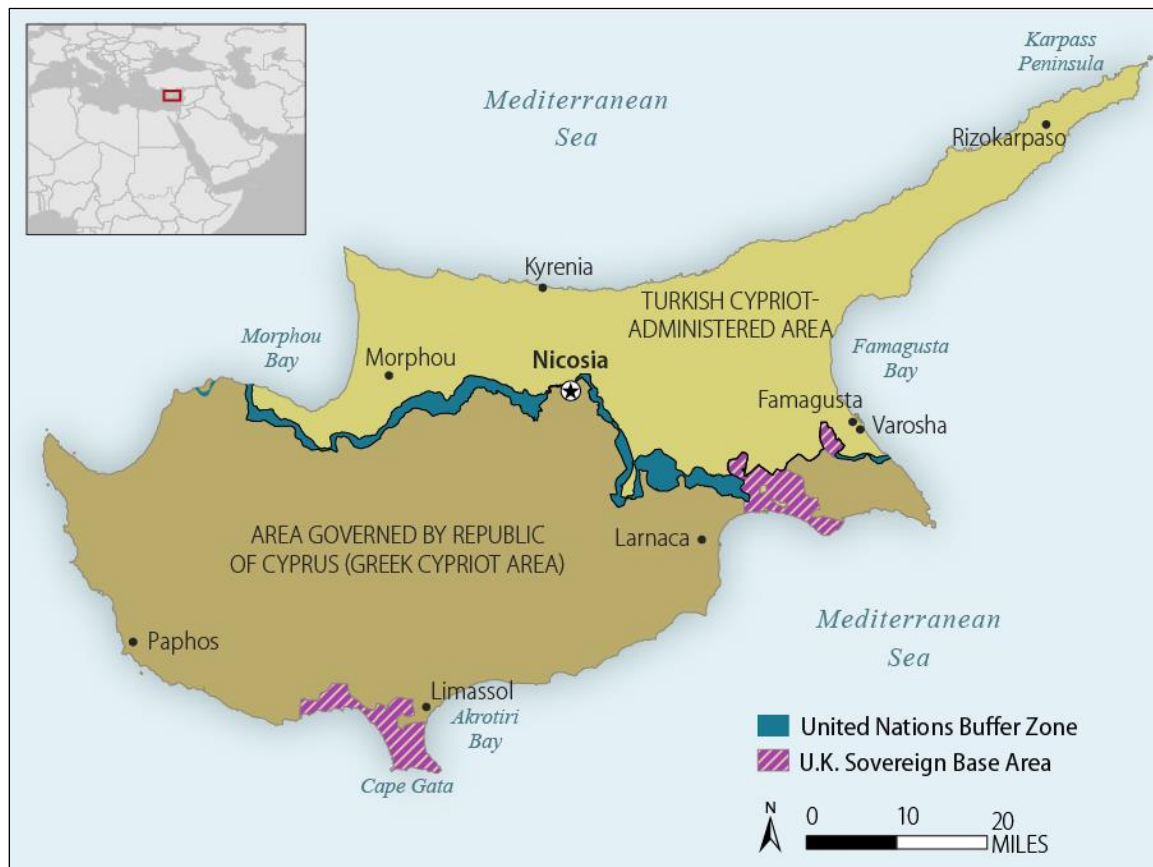 Karpass
Peninsula
Mediterranean
Sea
Rizokarpaso
Kyrenia
TURKISH CYPRIOT-
ADMINISTERED AREA
Morphou
Bay
Famagusta
Bay
Morphou
Nicosia
Famagusta
Varosha
AREA GOVERNED BY REPUBLIC
OF CYPRUS (GREEK CYPRIOT AREA)
Larnaca
Mediterranean
Sea
Paphos
Limassol
Akrotiri
Bay
Cape Gata
United Nations Buffer Zone
U.K. Sovereign Base Area
N
0 10 20
MILES